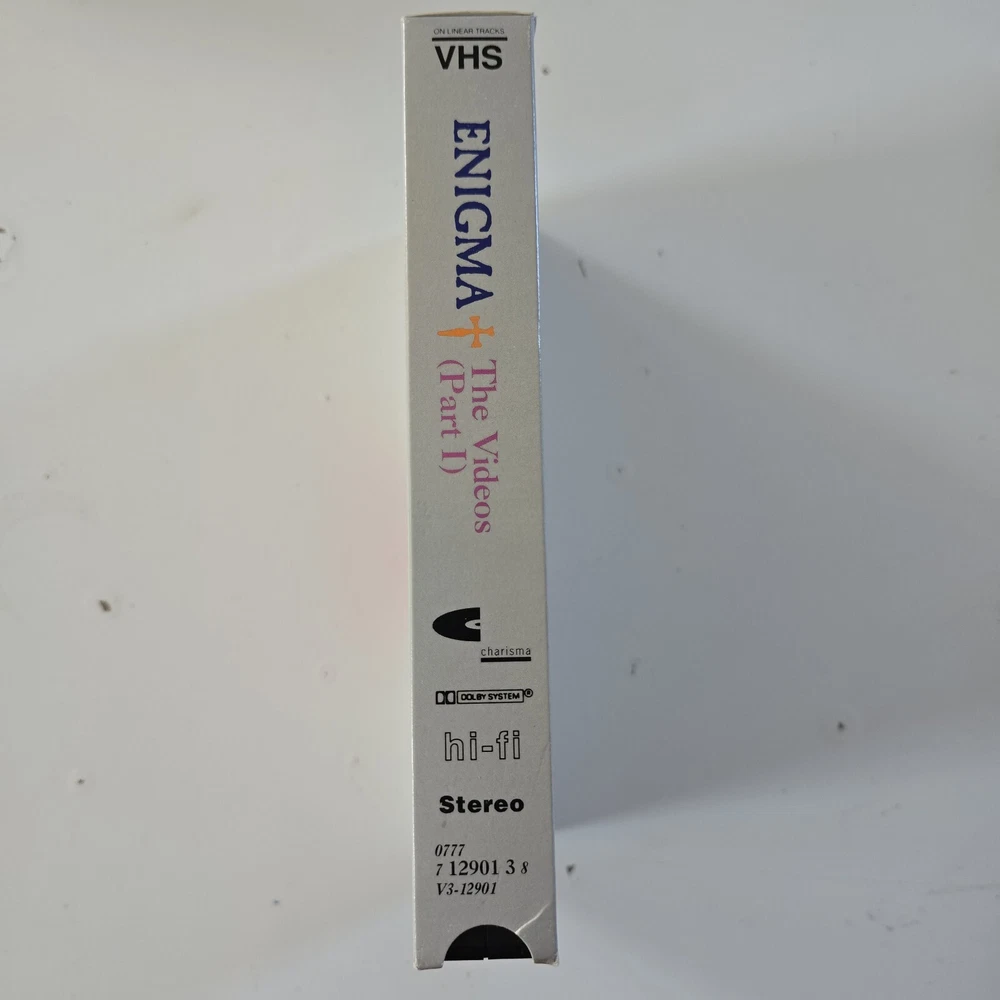 ON LINEAR TRACKS
VHS
ENIGMA
The Videos
(Part I)
charisma
DOLBY SYSTEM®
hi-fi
Stereo
0777
7 12901 3 8
V3-12901